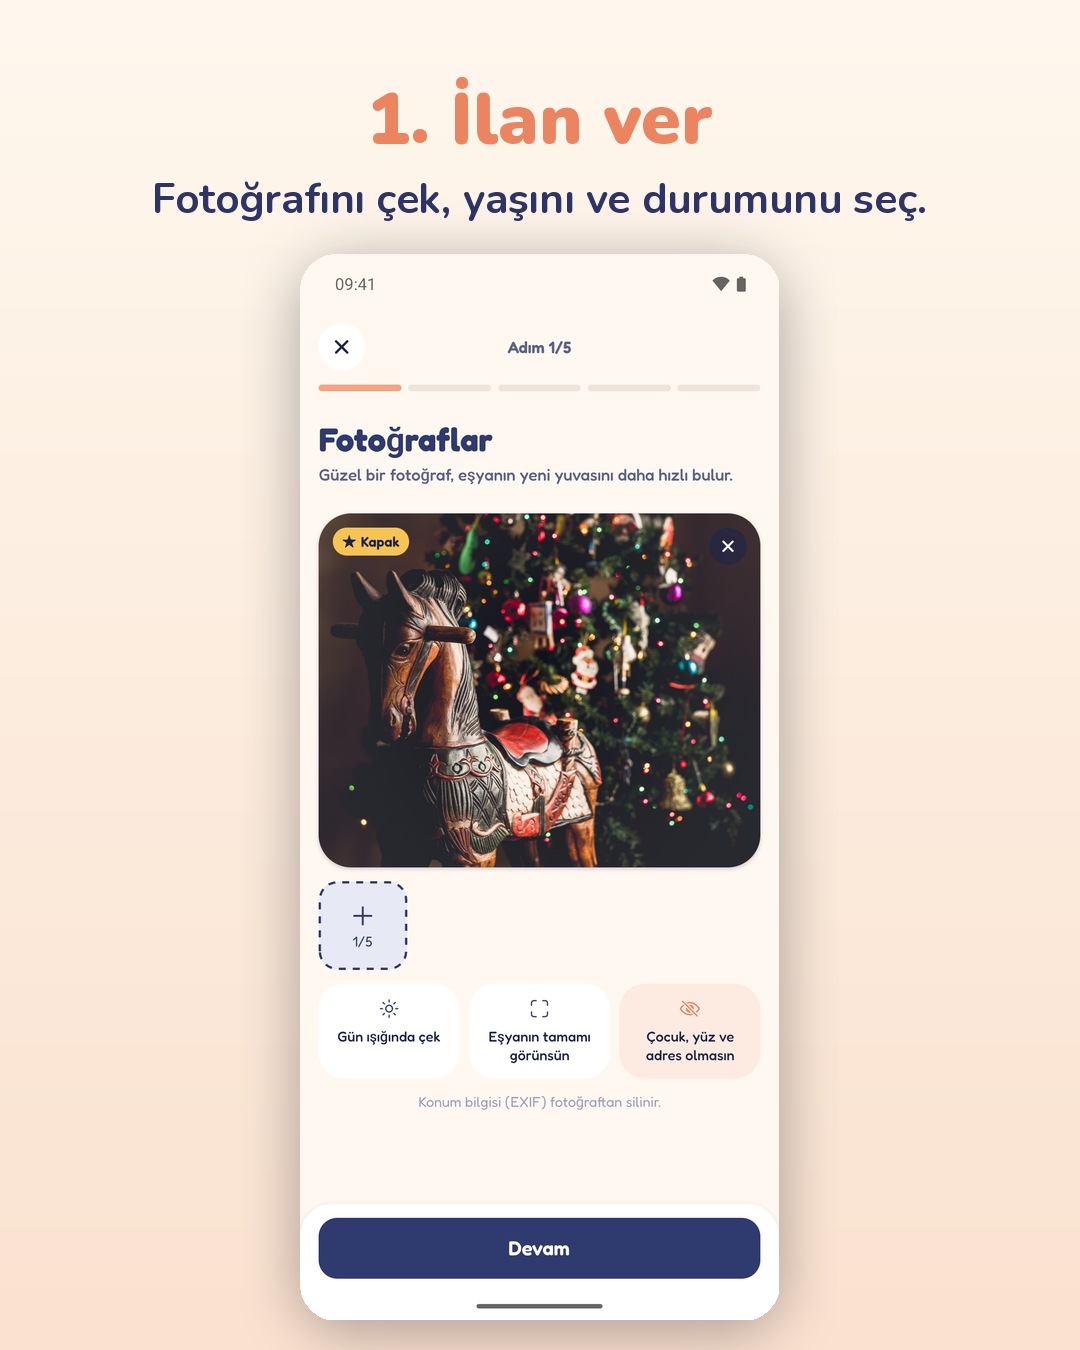 1. İlan ver
Fotoğrafını çek, yaşını ve durumunu seç.
09:41
Adım 1/5
Fotoğraflar
Güzel bir fotoğraf, eşyanın yeni yuvasını daha hızlı bulur.
Kapak
1/5
Gün ışığında çek
Eşyanın tamamı
görünsün
Çocuk, yüz ve
adres olmasın
Konum bilgisi (EXIF) fotoğraftan silinir.
Devam